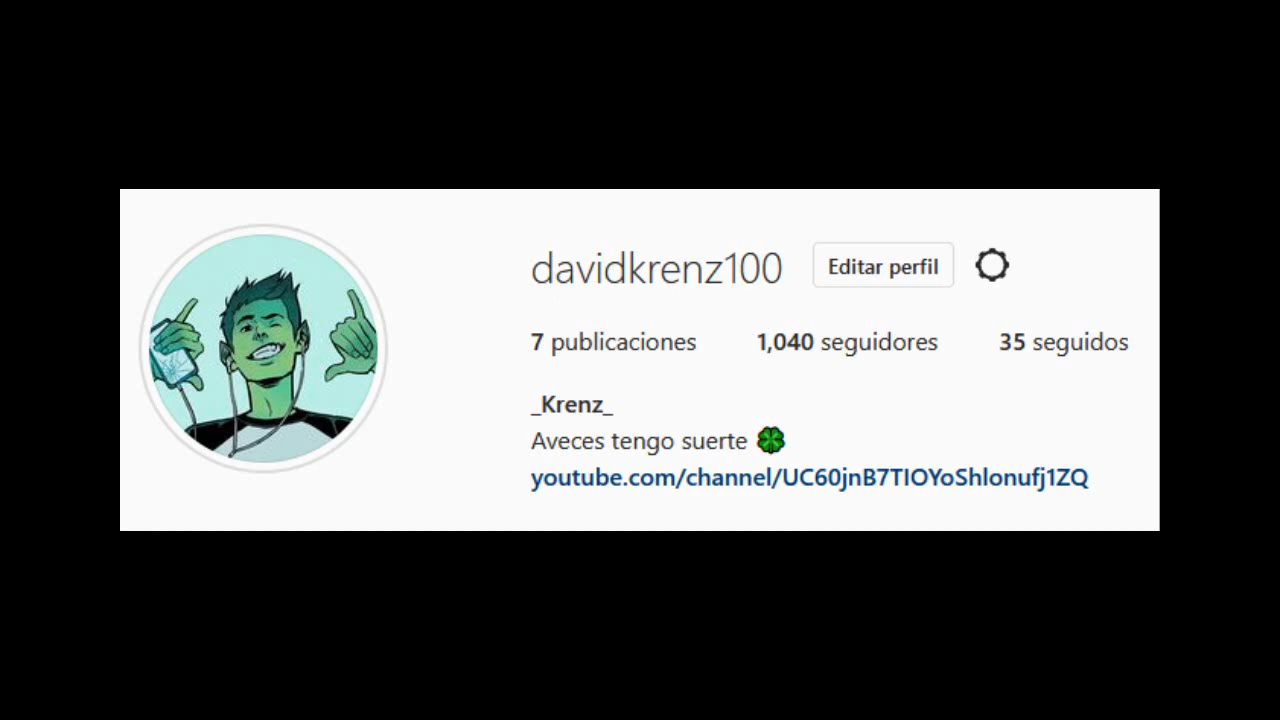 davidkrenz100 Editar perfil
7 publicaciones 1,040 seguidores 35 seguidos
_Krenz_
Aveces tengo suerte 🍀
youtube.com/channel/UC60jnB7TIOYoShlonufj1ZQ